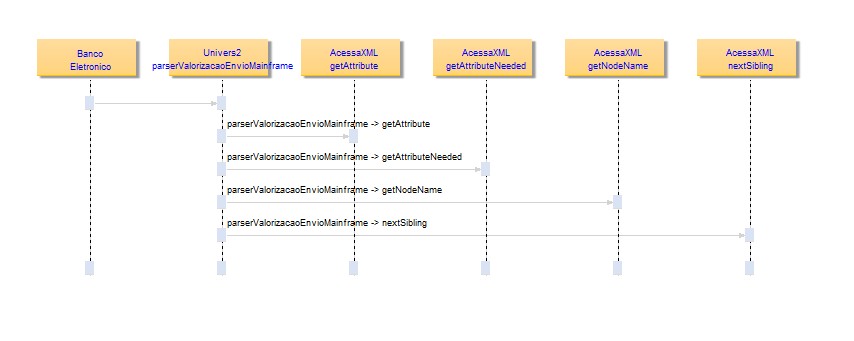 Banco
Eletronico
Univers2
parserValorizacaoEnvioMainframe
AcessaXML
getAttribute
AcessaXML
getAttributeNeeded
AcessaXML
getNodeName
AcessaXML
nextSibling
parserValorizacaoEnvioMainframe -> getAttribute
parserValorizacaoEnvioMainframe -> getAttributeNeeded
parserValorizacaoEnvioMainframe -> getNodeName
parserValorizacaoEnvioMainframe -> nextSibling